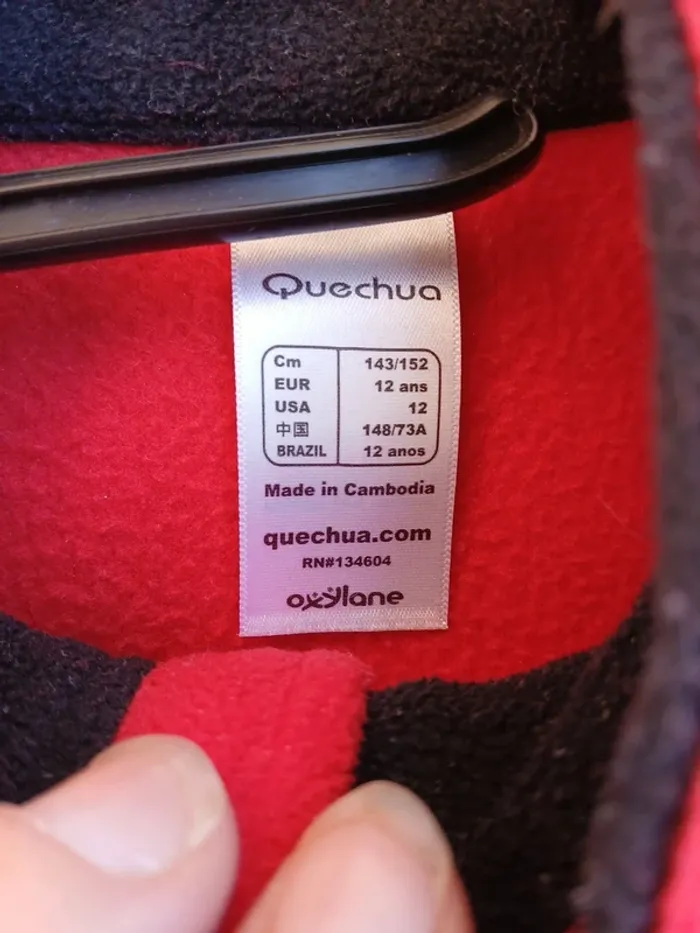 Quechua
Cm 143/152
EUR 12 ans
USA 12
中国 148/73A
BRAZIL 12 anos
Made in Cambodia
quechua.com
RN#134604
oxylane